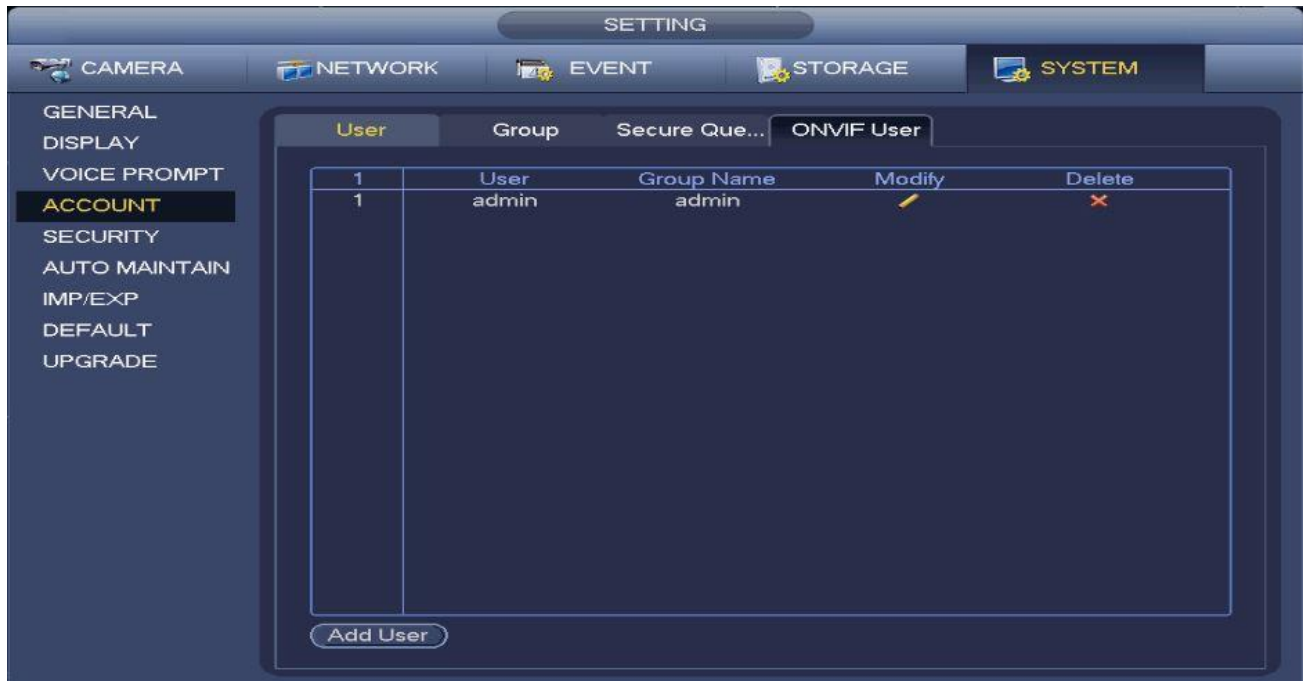 SETTING
CAMERA NETWORK EVENT STORAGE SYSTEM
GENERAL
DISPLAY
VOICE PROMPT
ACCOUNT
SECURITY
AUTO MAINTAIN
IMP/EXP
DEFAULT
UPGRADE
User Group Secure Que... ONVIF User
1 User Group Name Modify Delete
1 admin admin
Add User